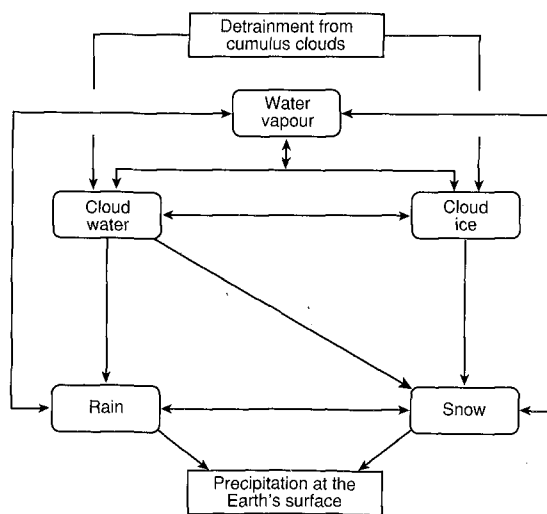 Detrainment from
cumulus clouds
Water
vapour
Cloud
water
Cloud
ice
Rain
Snow
Precipitation at the
Earth's surface